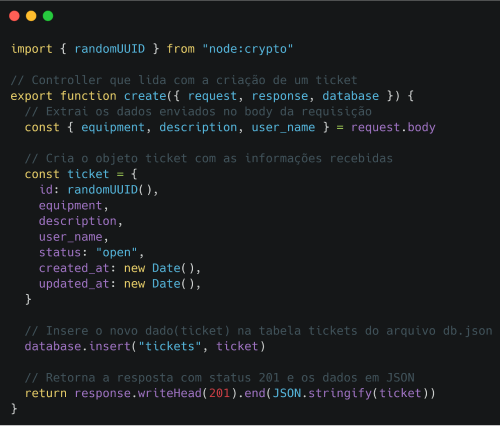 import { randomUUID } from "node:crypto"
// Controller que lida com a criação de um ticket
export function create({ request, response, database }) {
// Extrai os dados enviados no body da requisição
const { equipment, description, user_name } = request.body
// Cria o objeto ticket com as informações recebidas
const ticket = {
id: randomUUID(),
equipment,
description,
user_name,
status: "open",
created_at: new Date(),
updated_at: new Date(),
}
// Insere o novo dado(ticket) na tabela tickets do arquivo db.json
database.insert("tickets", ticket)
// Retorna a resposta com status 201 e os dados em JSON
return response.writeHead(201).end(JSON.stringify(ticket))
}